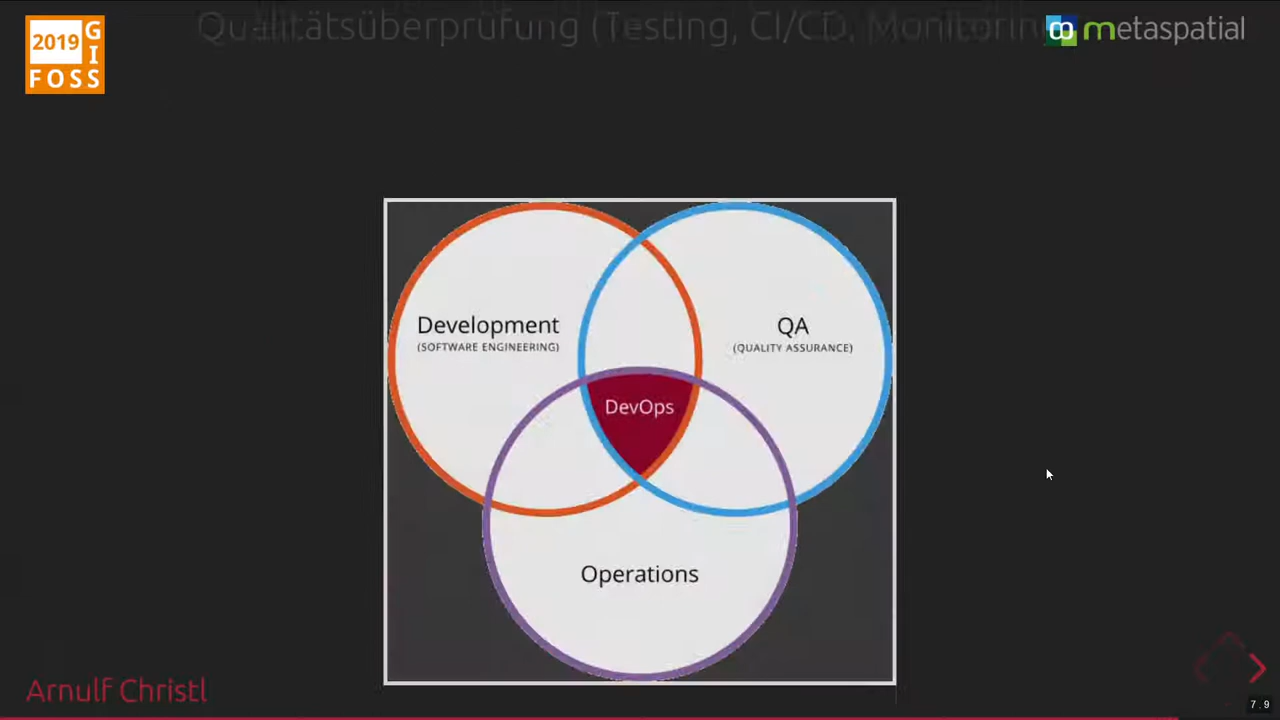 Qualitätsüberprüfung (Testing, CI/CD, Monitoring
2019
GIS
FOSS
metaspatial
Development
(SOFTWARE ENGINEERING)
QA
(QUALITY ASSURANCE)
DevOps
Operations
Arnulf Christl
7.9